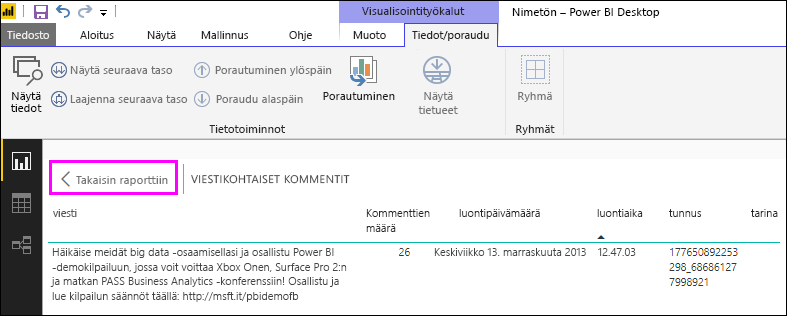 Visualisointityökalut
Nimetön – Power BI Desktop
Tiedosto Aloitus Näytä Mallinnus Ohje Muoto Tiedot/poraudu
Näytä tiedot
Näytä seuraava taso
Laajenna seuraava taso
Porautuminen ylöspäin
Poraudu alaspäin
Porautuminen
Näytä tietueet
Ryhmä
Tietotoiminnot
Ryhmät
Takaisin raporttiin
VIESTIKOHTAISET KOMMENTIT
viesti Kommenttien luontipäivämäärä luontiaika tunnus tarina
määrä
Häikäise meidät big data -osaamisellasi ja osallistu Power BI 26 Keskiviikko 13. marraskuuta 2013 12.47.03 177650892253
-demokilpailuun, jossa voit voittaa Xbox Onen, Surface Pro 2:n 298_68686127
ja matkan PASS Business Analytics -konferenssiin! Osallistu ja 7998921
lue kilpailun säännöt täällä: http://msft.it/pbidemofb